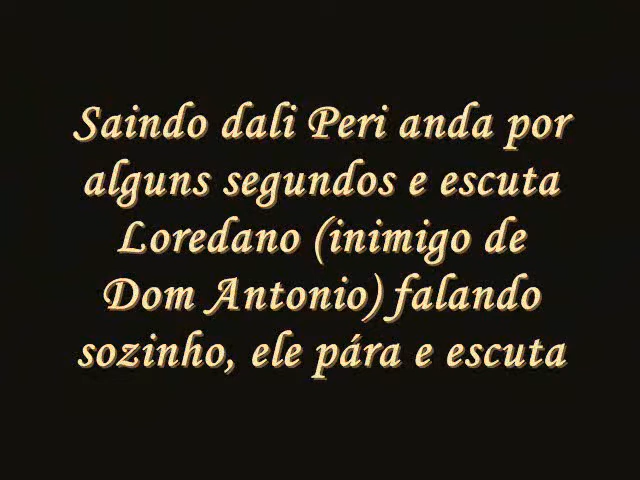 Saindo dali Peri anda por
alguns segundos e escuta
Loredano (inimigo de
Dom Antonio) falando
sozinho, ele pára e escuta